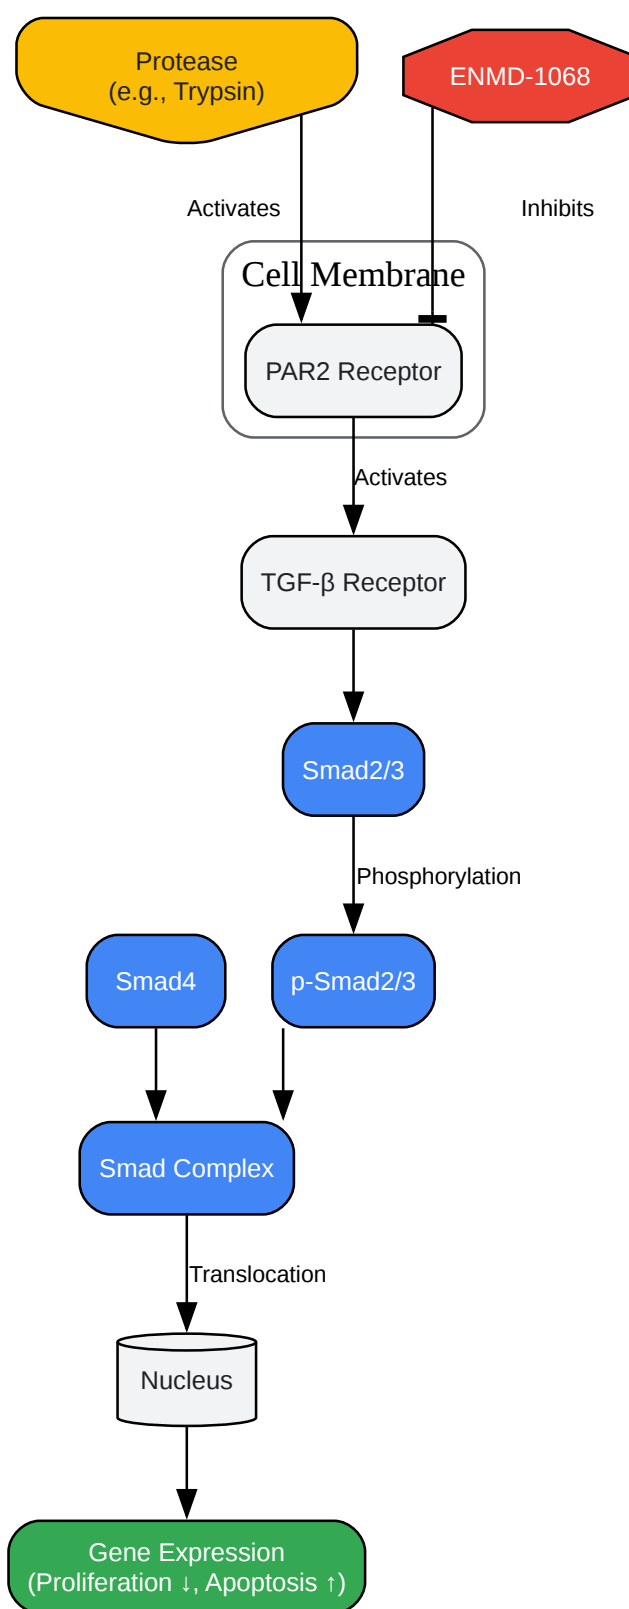 Protease
(e.g., Trypsin)
ENMD-1068
Activates
Inhibits
Cell Membrane
PAR2 Receptor
Activates
TGF-β Receptor
Smad2/3
Phosphorylation
Smad4
p-Smad2/3
Smad Complex
Translocation
Nucleus
Gene Expression
(Proliferation ↓, Apoptosis ↑)